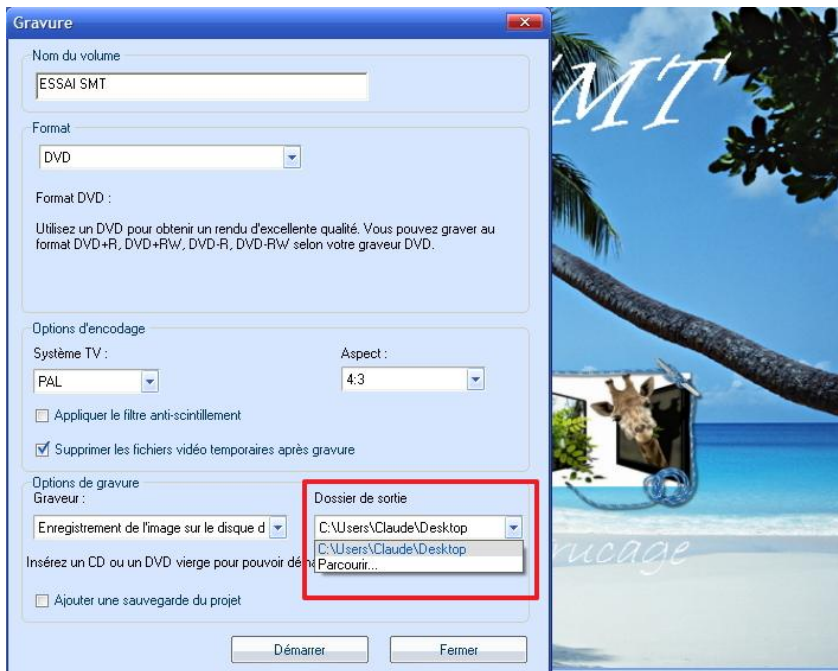 Gravure
Nom du volume
ESSAI SMT
Format
DVD
Format DVD :
Utilisez un DVD pour obtenir un rendu d'excellente qualité. Vous pouvez graver au
format DVD+R, DVD+RW, DVD-R, DVD-RW selon votre graveur DVD.
Options d'encodage
Système TV :
Aspect :
PAL
4:3
Appliquer le filtre anti-scintillement
Supprimer les fichiers vidéo temporaires après gravure
Options de gravure
Graveur :
Dossier de sortie
Enregistrement de l'image sur le disque d
C:\Users\Claude\Desktop
C:\Users\Claude\Desktop
Parcourir...
Insérez un CD ou un DVD vierge pour pouvoir
Ajouter une sauvegarde du projet
Démarrer
Fermer